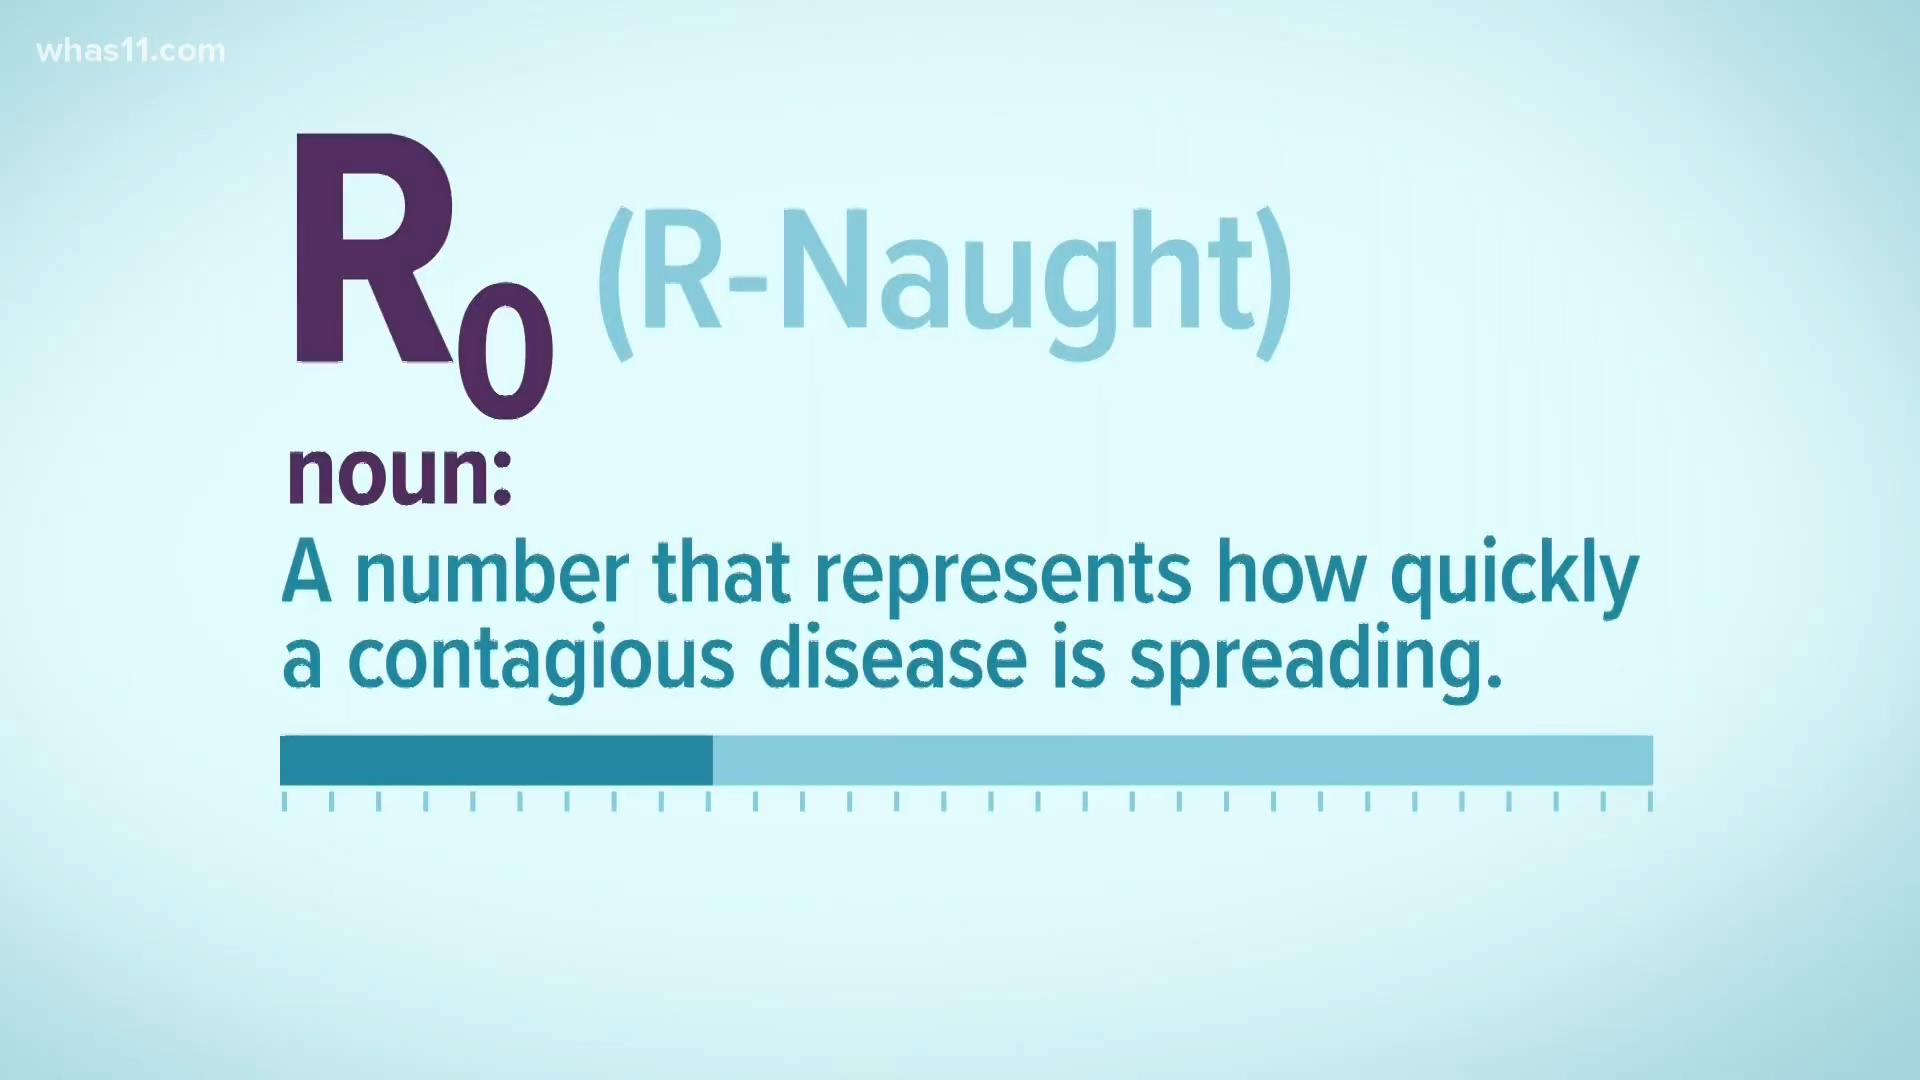 whas11.com
R0 (R-Naught)
noun:
A number that represents how quickly
a contagious disease is spreading.